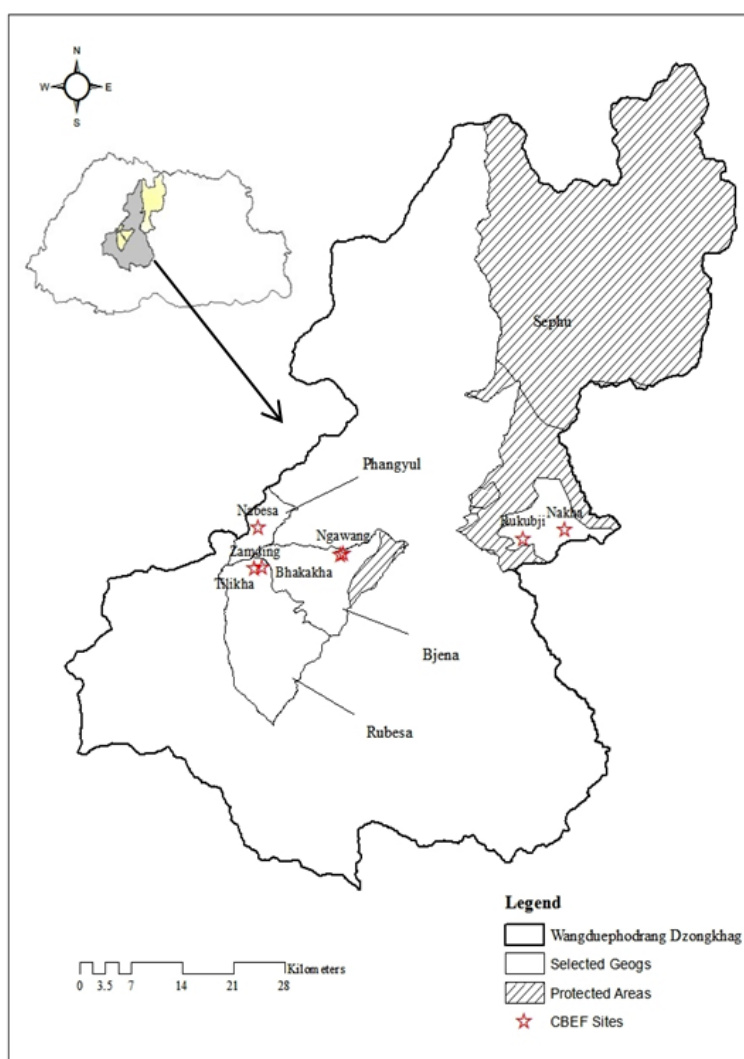 N
W E
S
Sephu
Phangyul
Nabesa
Rukubji
Nakha
Ngawang
Zamding
Bhakakha
Tilikha
Bjena
Rubesa
Legend
Wangduephodrang Dzongkhag
Selected Geogs
Protected Areas
CBEF Sites
Kilometers
0 3.5 7 14 21 28